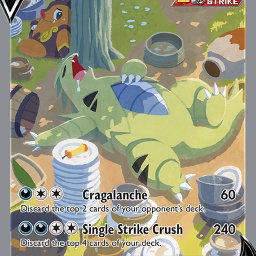 STRIKE
Cragalanche 60
Discard the top 2 cards of your opponent's deck.
Single Strike Crush 240
Discard the top 4 cards of your deck.